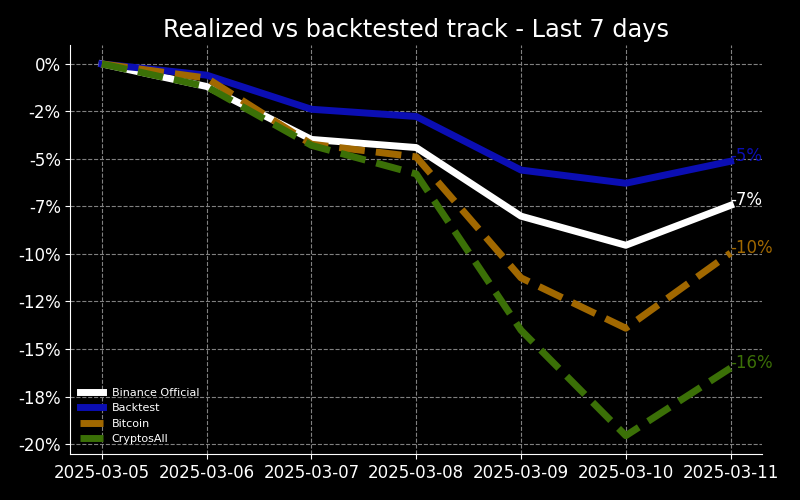 Realized vs backtested track - Last 7 days
0%
-2%
-5%
-7%
-10%
-12%
-15%
-18%
-20%
-5%
-7%
-10%
-16%
Binance Official
Backtest
Bitcoin
CryptosAll
2025-03-05 2025-03-06 2025-03-07 2025-03-08 2025-03-09 2025-03-10 2025-03-11